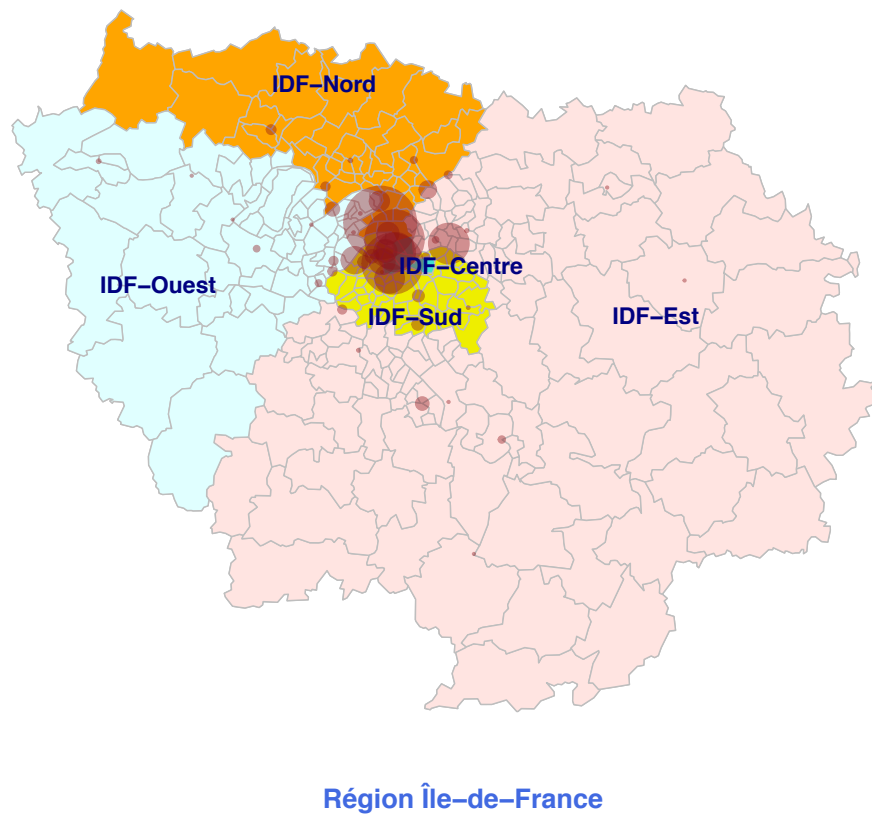 IDF–Nord
IDF–Centre
IDF–Ouest
IDF–Sud
IDF–Est
Région Île–de–France